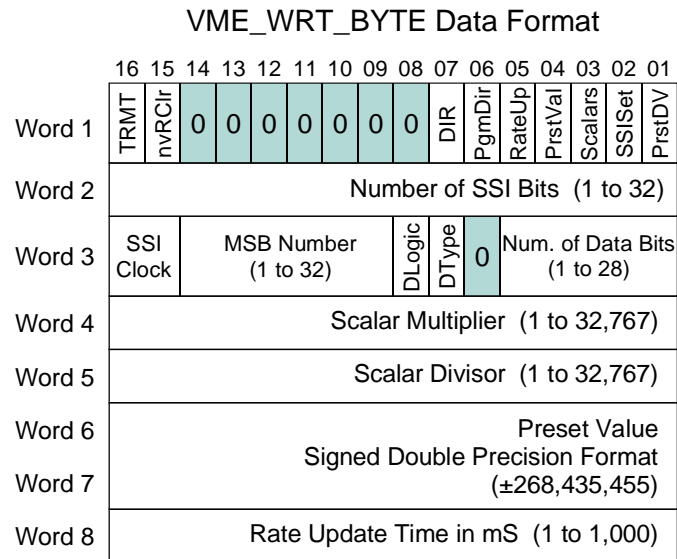 VME_WRT_BYTE Data Format
16 15 14 13 12 11 10 09 08 07 06 05 04 03 02 01
Word 1 TRMT nvRClr 0 0 0 0 0 0 0 DIR PgmDir RateUp PrstVal Scalars SSISet PrstDV
Word 2 Number of SSI Bits (1 to 32)
Word 3 SSI Clock MSB Number (1 to 32) DLogic DType 0 Num. of Data Bits (1 to 28)
Word 4 Scalar Multiplier (1 to 32,767)
Word 5 Scalar Divisor (1 to 32,767)
Word 6 Preset Value
Signed Double Precision Format
Word 7 (±268,435,455)
Word 8 Rate Update Time in mS (1 to 1,000)